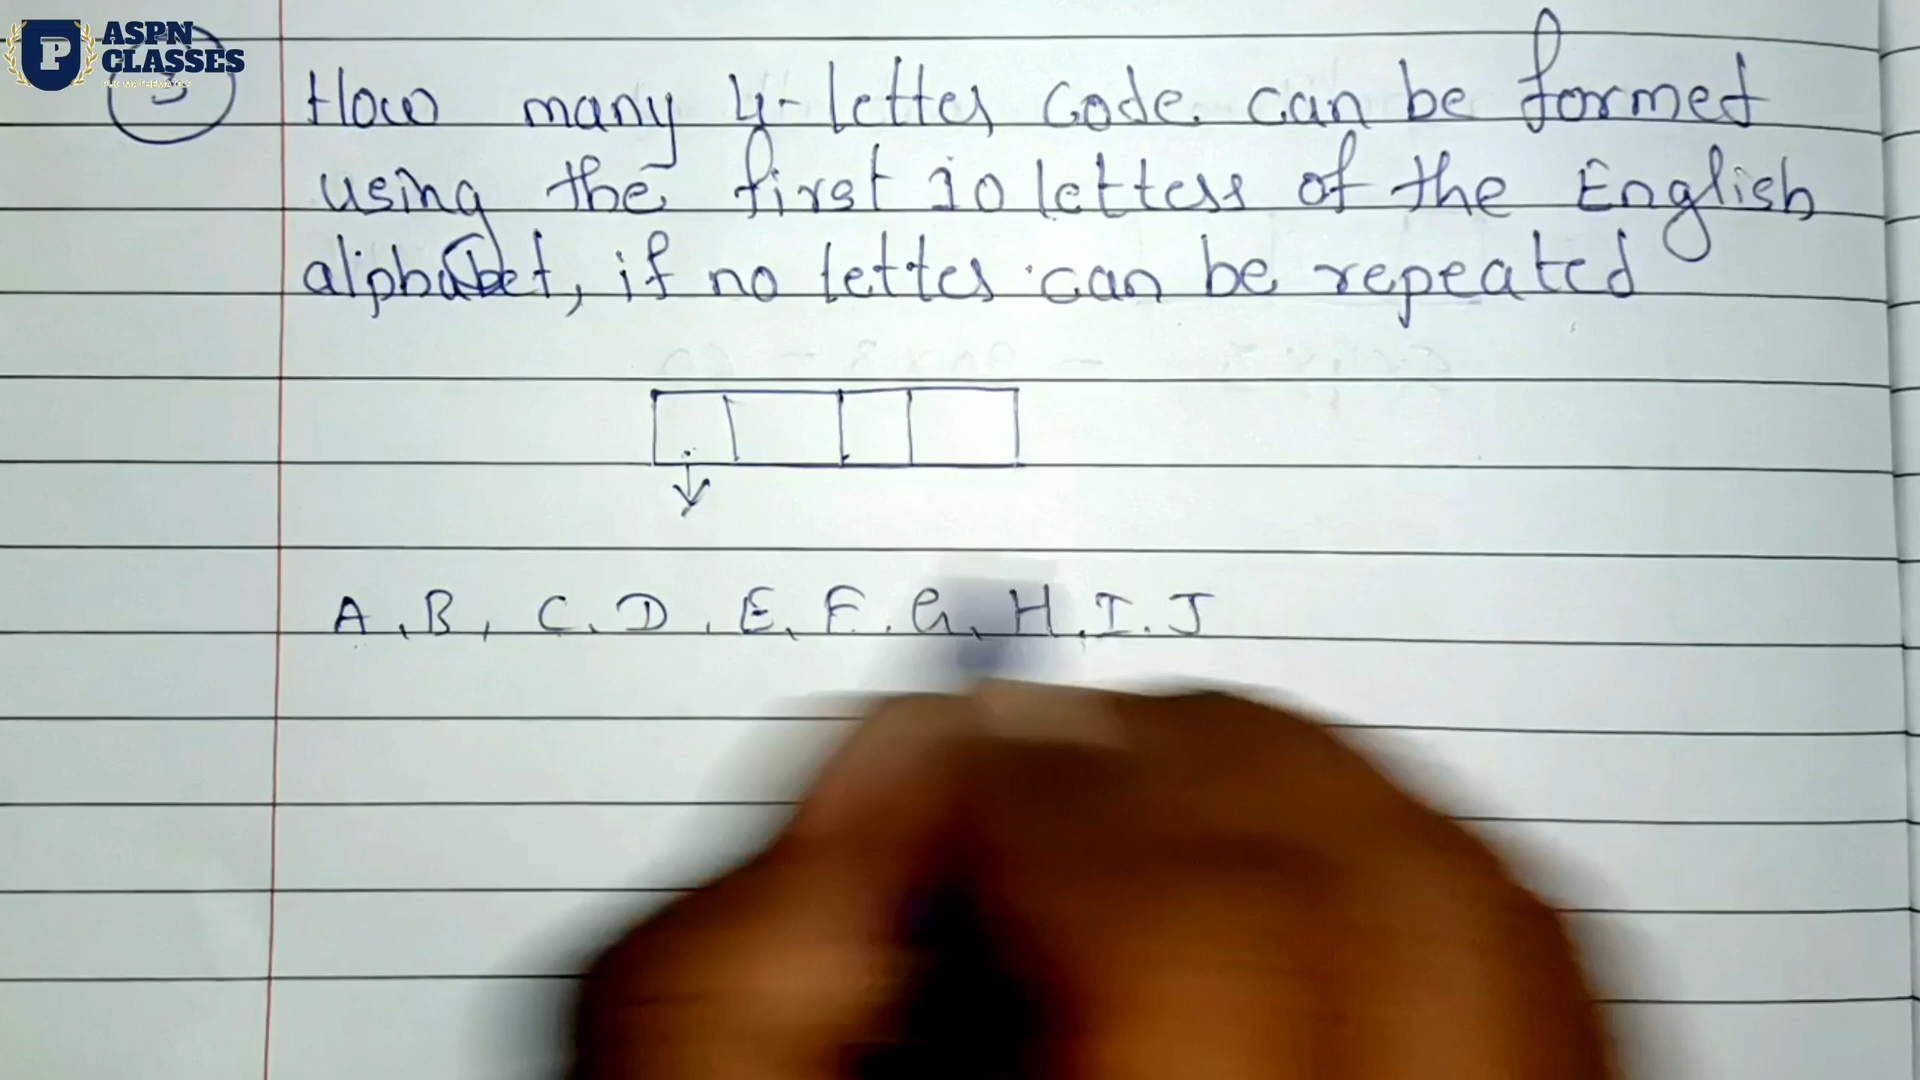 ASPN
CLASSES
3
How many 4-letter code can be formed
using the first 10 letters of the English
alphabet, if no letter can be repeated
A, B, C, D, E, F, G, H, I, J